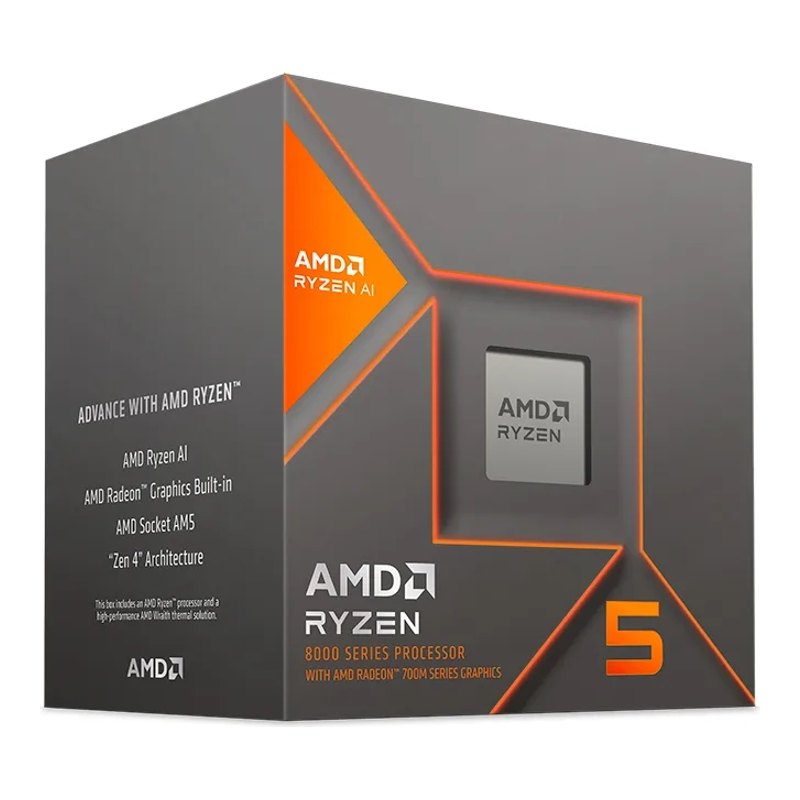 ADVANCE WITH AMD RYZEN™
AMD Ryzen AI
AMD Radeon™ Graphics Built-in
AMD Socket AM5
“Zen 4” Architecture
This box includes an AMD Ryzen™ processor and a
high-performance AMD Wraith thermal solution.
AMD
AMD
RYZEN AI
AMD
RYZEN
AMD
RYZEN
8000 SERIES PROCESSOR
WITH AMD RADEON™ 700M SERIES GRAPHICS
5